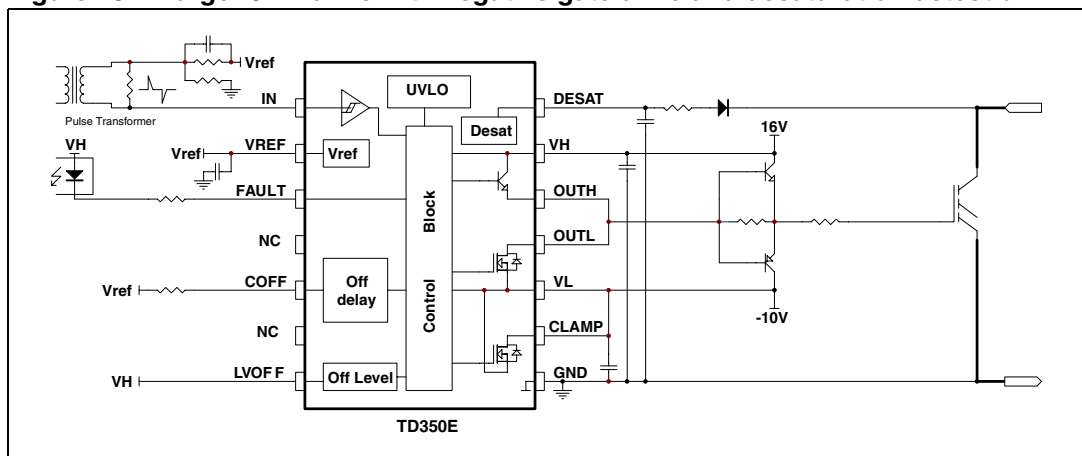 Vref
IN
Pulse Transformer
UVLO
Desat
DESAT
VH
Vref
VREF
Vref
VH
16V
FAULT
OUTH
Block
NC
OUTL
Vref
COFF
Off
delay
VL
-10V
Control
NC
CLAMP
VH
LVOFF
Off Level
GND
TD350E